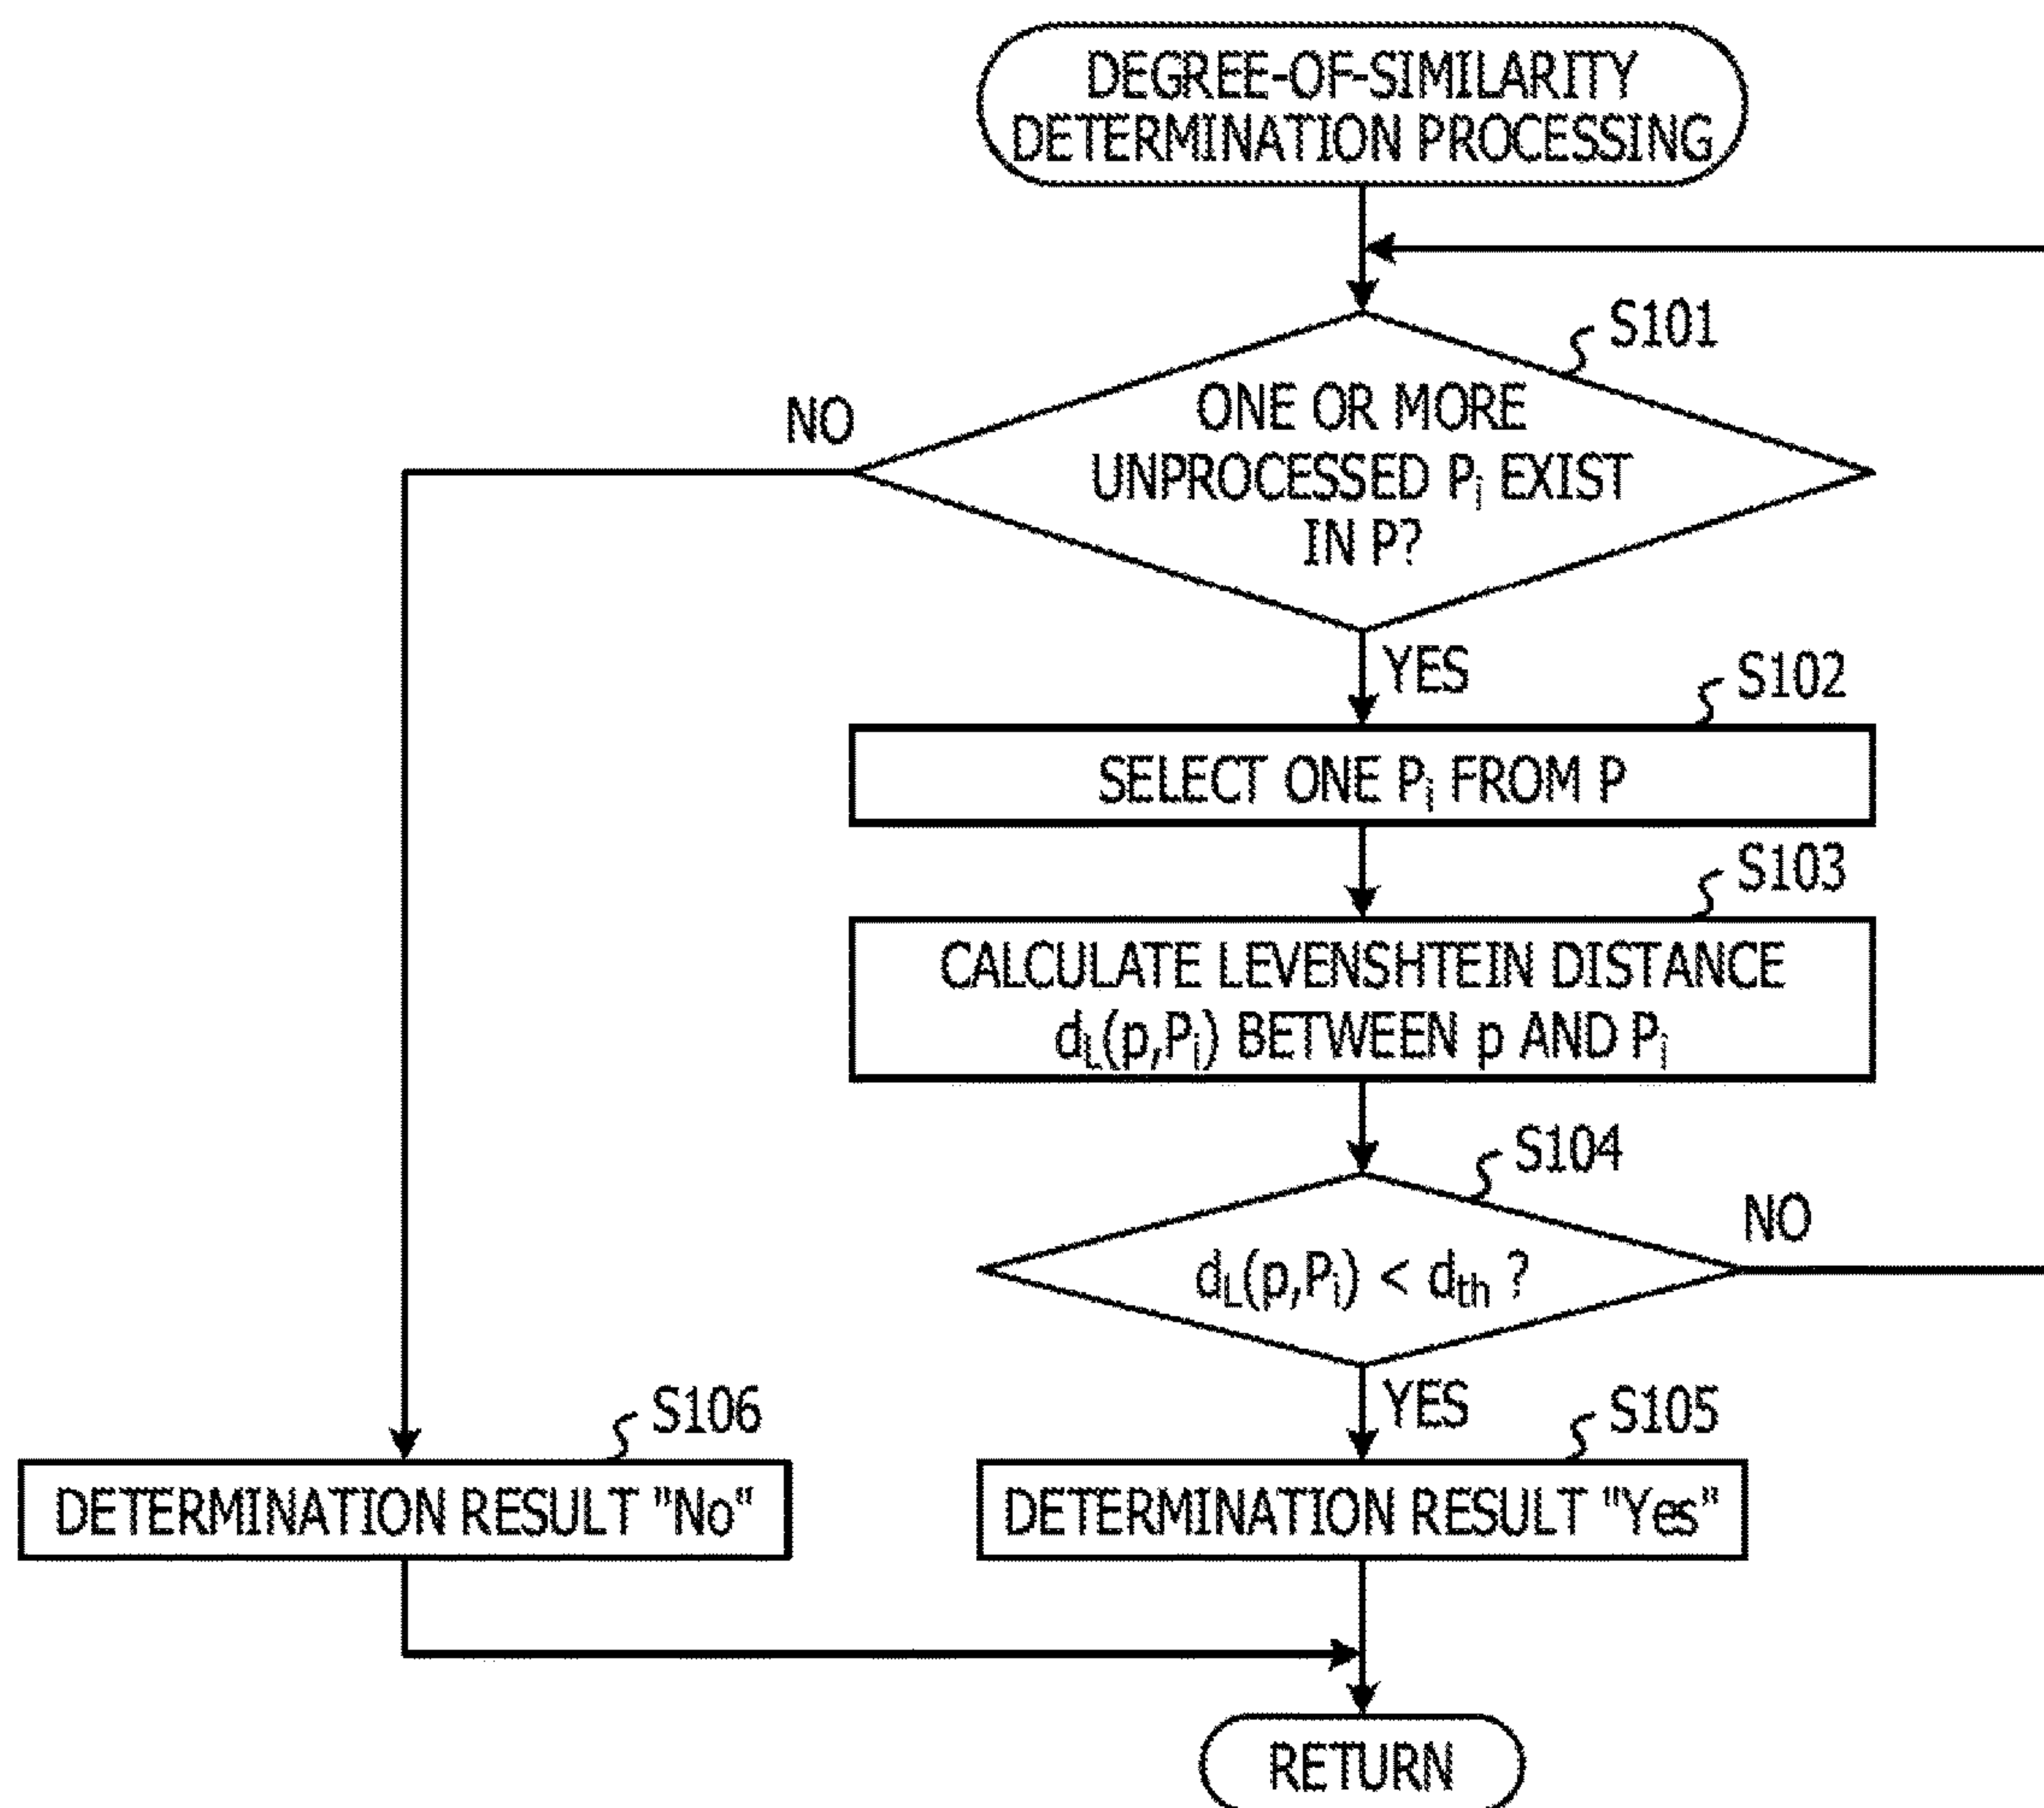 DEGREE-OF-SIMILARITY
DETERMINATION PROCESSING
S101
NO
ONE OR MORE
UNPROCESSED Pi EXIST
IN P?
YES
S102
SELECT ONE Pi FROM P
S103
CALCULATE LEVENSHTEIN DISTANCE
dL(p,Pi) BETWEEN p AND Pi
S104
NO
dL(p,Pi) < dth ?
YES
S106
S105
DETERMINATION RESULT "No"
DETERMINATION RESULT "Yes"
RETURN